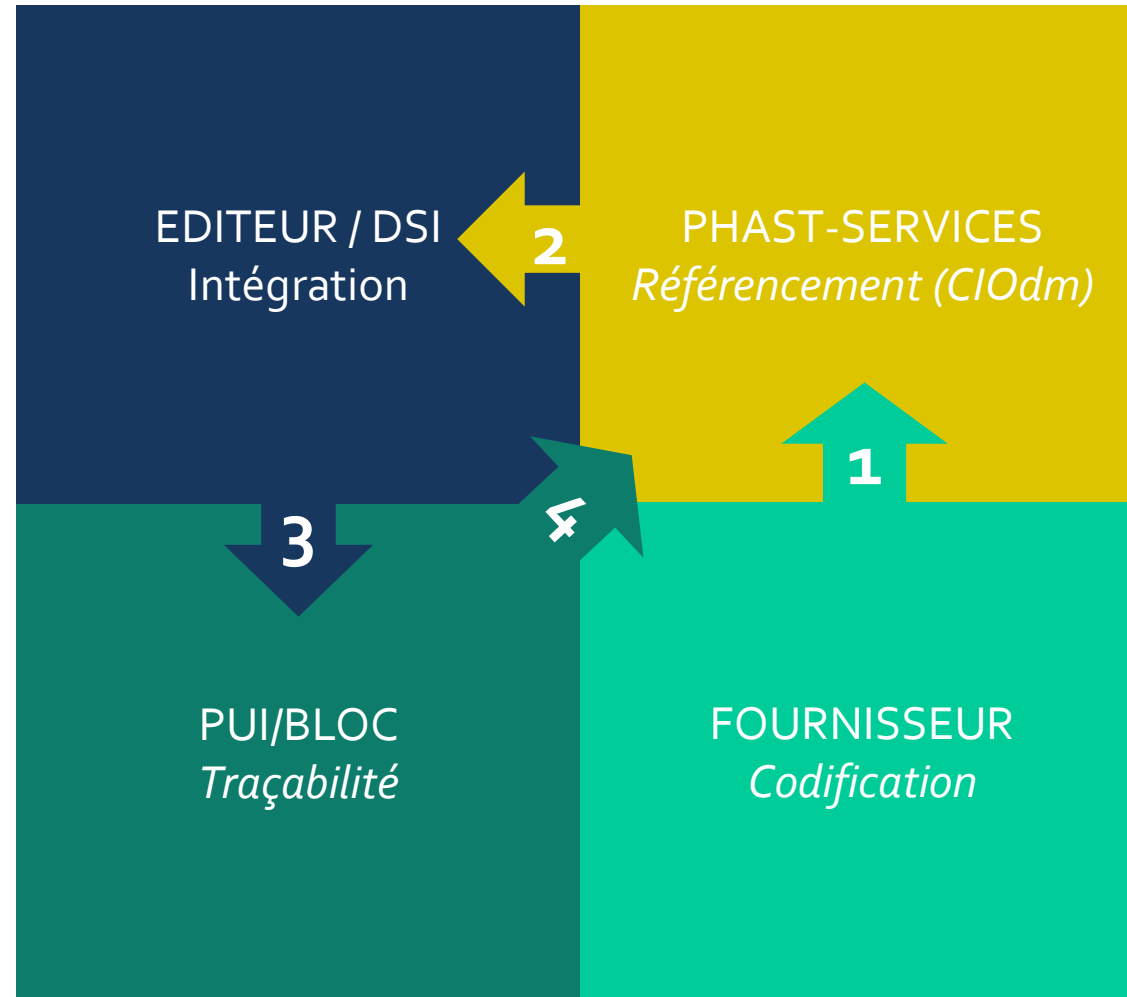 EDITEUR / DSI
Intégration
2
PHAST-SERVICES
Référencement (CIOdm)
1
3
4
PUI/BLOC
Traçabilité
FOURNISSEUR
Codification